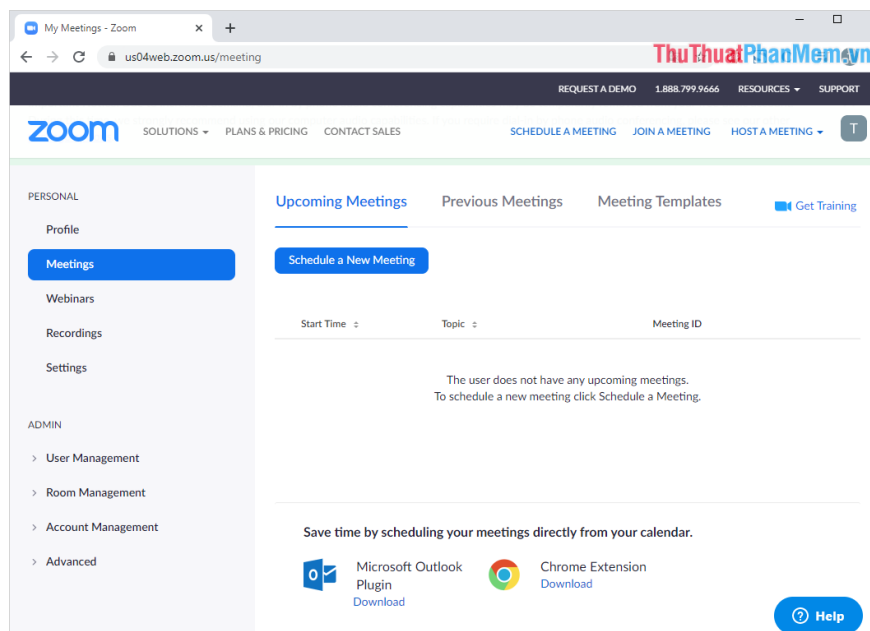 My Meetings - Zoom
us04web.zoom.us/meeting
ThuThuatPhanMem.vn
REQUEST A DEMO 1.888.799.9666 RESOURCES SUPPORT
zoom SOLUTIONS PLANS & PRICING CONTACT SALES SCHEDULE A MEETING JOIN A MEETING HOST A MEETING T
PERSONAL
Profile
Meetings
Webinars
Recordings
Settings
ADMIN
User Management
Room Management
Account Management
Advanced
Upcoming Meetings Previous Meetings Meeting Templates Get Training
Schedule a New Meeting
Start Time Topic Meeting ID
The user does not have any upcoming meetings.
To schedule a new meeting click Schedule a Meeting.
Save time by scheduling your meetings directly from your calendar.
Microsoft Outlook
Plugin
Download
Chrome Extension
Download
Help